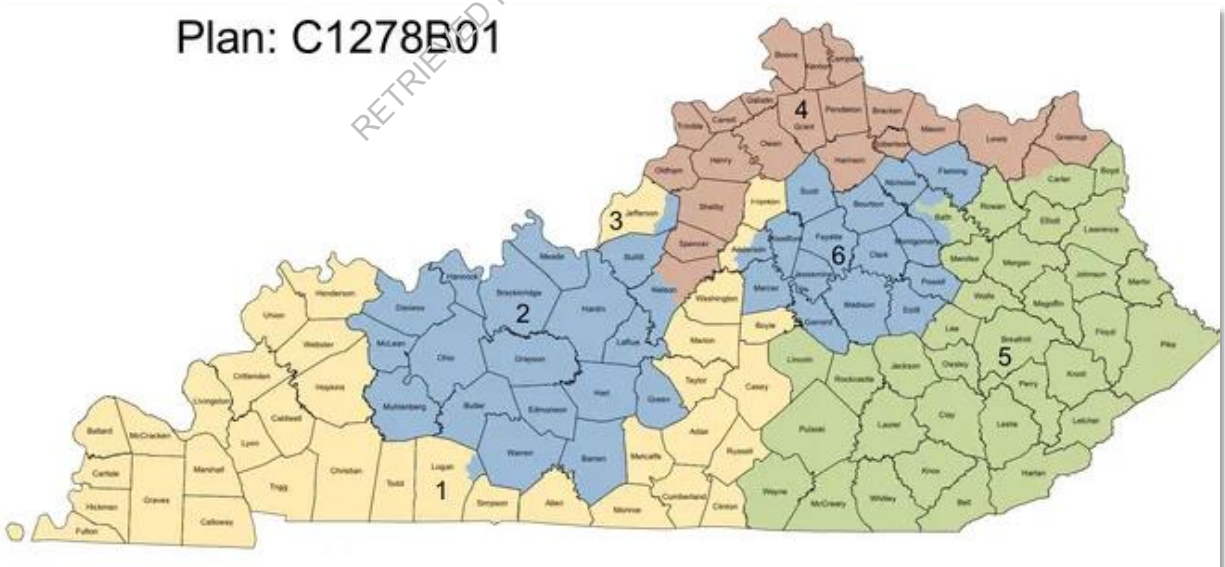 Plan: C1278B01
RETRIEVED
Boone
Kenton
Campbell
Gallatin
4
Pendleton
Bracken
Carroll
Grant
Trimble
Owen
Mason
Lewis
Greenup
Robertson
Henry
Harrison
Oldham
Carter
Boyd
Fleming
Nicholas
Scott
Franklin
Shelby
Bourbon
Rowan
3
Jefferson
Bath
Elliott
Lawrence
Woodford
Fayette
Montgomery
Spencer
Anderson
6
Clark
Menifee
Morgan
Bullitt
Meade
Jessamine
Johnson
Martin
Hancock
Powell
Nelson
Mercer
Washington
Madison
Estill
Wolfe
Magoffin
Henderson
Breckinridge
Hardin
Daviess
Garrard
Union
2
Boyle
Lee
Floyd
Webster
McLean
Larue
Marion
Breathitt
Pike
Ohio
Grayson
Lincoln
5
Jackson
Owsley
Rockcastle
Perry
Knott
Crittenden
Hopkins
Taylor
Casey
Hart
Green
Livingston
Muhlenberg
Butler
Edmonson
Caldwell
Clay
Leslie
Letcher
Ballard
McCracken
Pulaski
Laurel
Adair
Lyon
Warren
Barren
Metcalfe
Russell
Marshall
Logan
Carlisle
Christian
Todd
Trigg
Knox
Harlan
Graves
1
Wayne
Cumberland
Whitley
Hickman
Simpson
Allen
Monroe
Clinton
McCreary
Bell
Calloway
Fulton